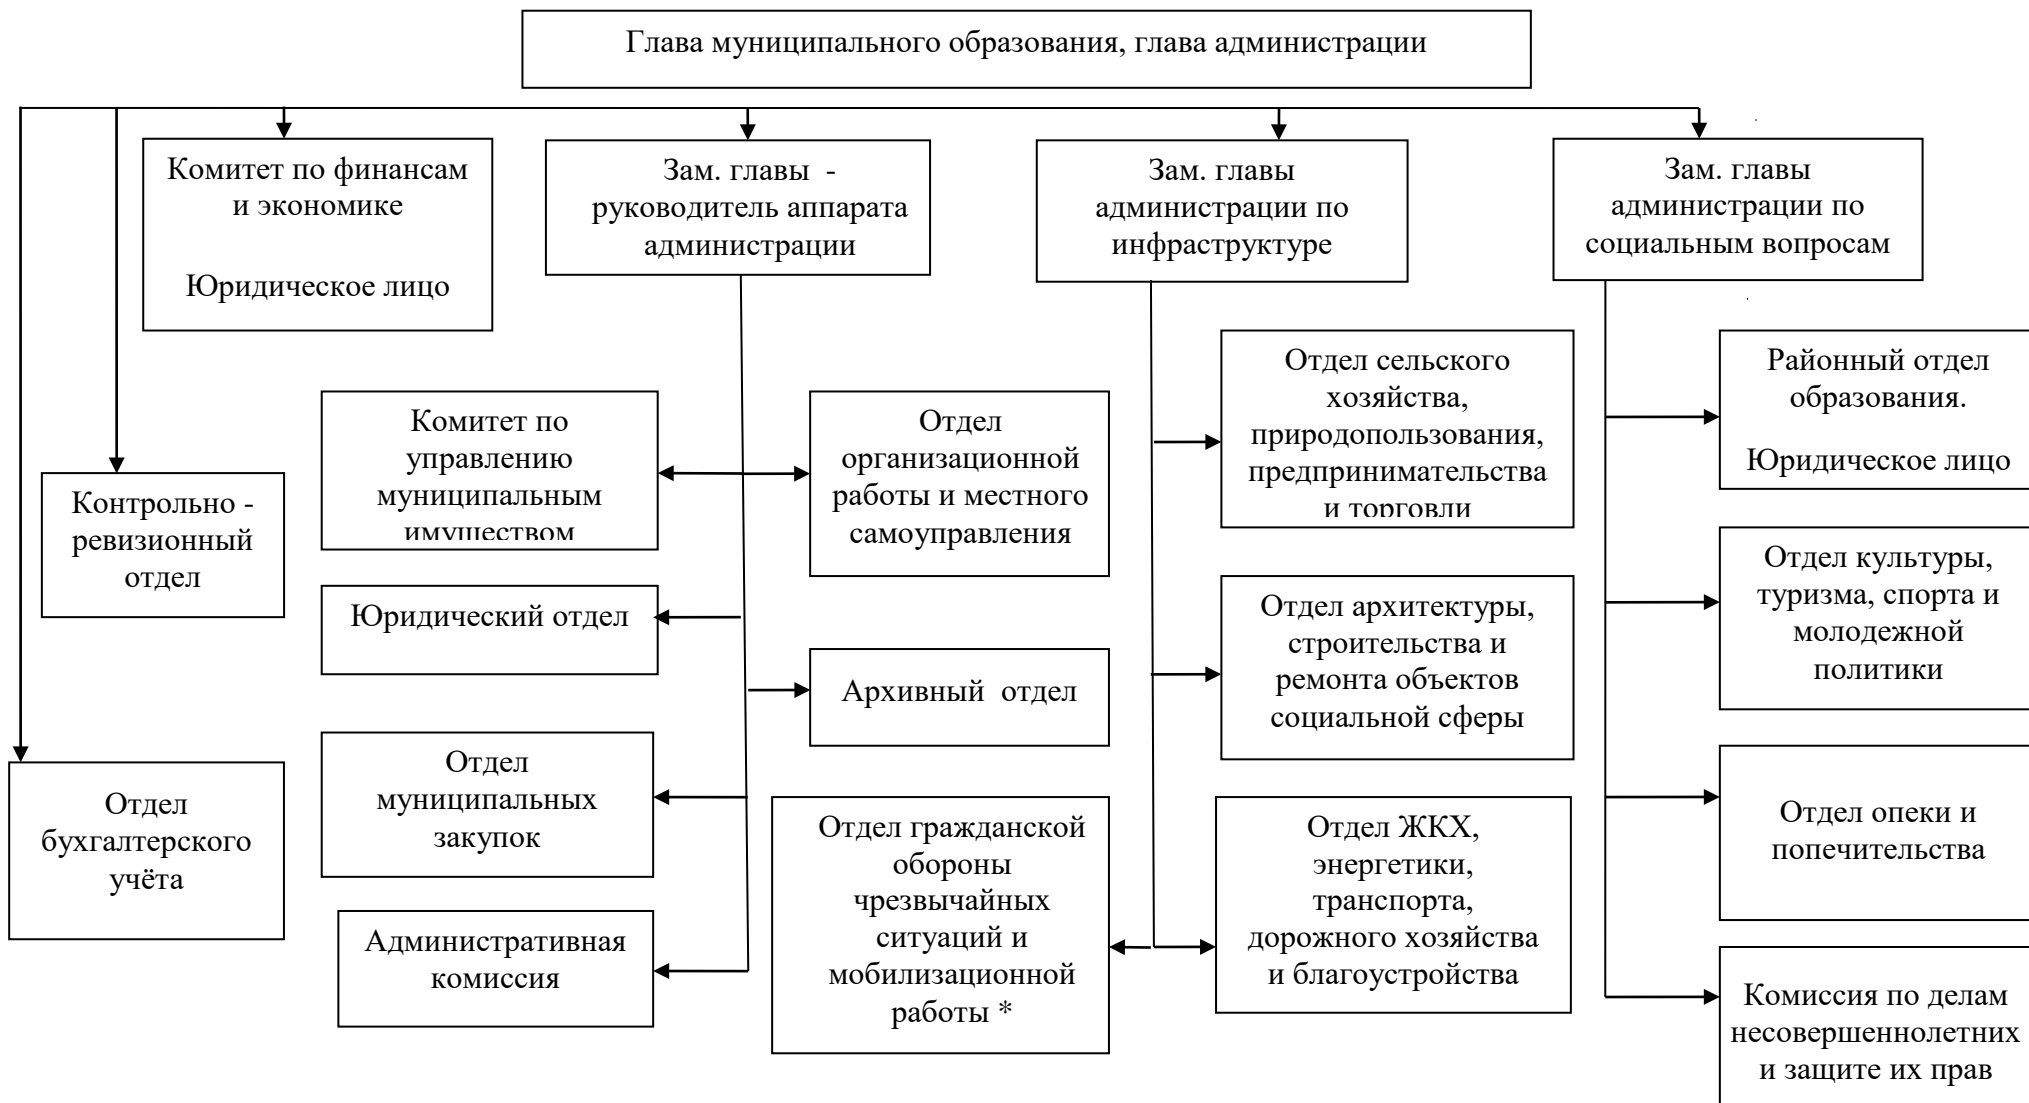 Глава муниципального образования, глава администрации
Комитет по финансам
и экономике
Юридическое лицо
Зам. главы -
руководитель аппарата
администрации
Зам. главы
администрации по
инфраструктуре
Зам. главы
администрации по
социальным вопросам
Контрольно -
ревизионный
отдел
Отдел
бухгалтерского
учёта
Комитет по
управлению
муниципальным
имуществом
Юридический отдел
Отдел
муниципальных
закупок
Административная
комиссия
Отдел
организационной
работы и местного
самоуправления
Архивный отдел
Отдел гражданской
обороны
чрезвычайных
ситуаций и
мобилизационной
работы *
Отдел сельского
хозяйства,
природопользования,
предпринимательства
и торговли
Отдел архитектуры,
строительства и
ремонта объектов
социальной сферы
Отдел ЖКХ,
энергетики,
транспорта,
дорожного хозяйства
и благоустройства
Районный отдел
образования.
Юридическое лицо
Отдел культуры,
туризма, спорта и
молодежной
политики
Отдел опеки и
попечительства
Комиссия по делам
несовершеннолетних
и защите их прав